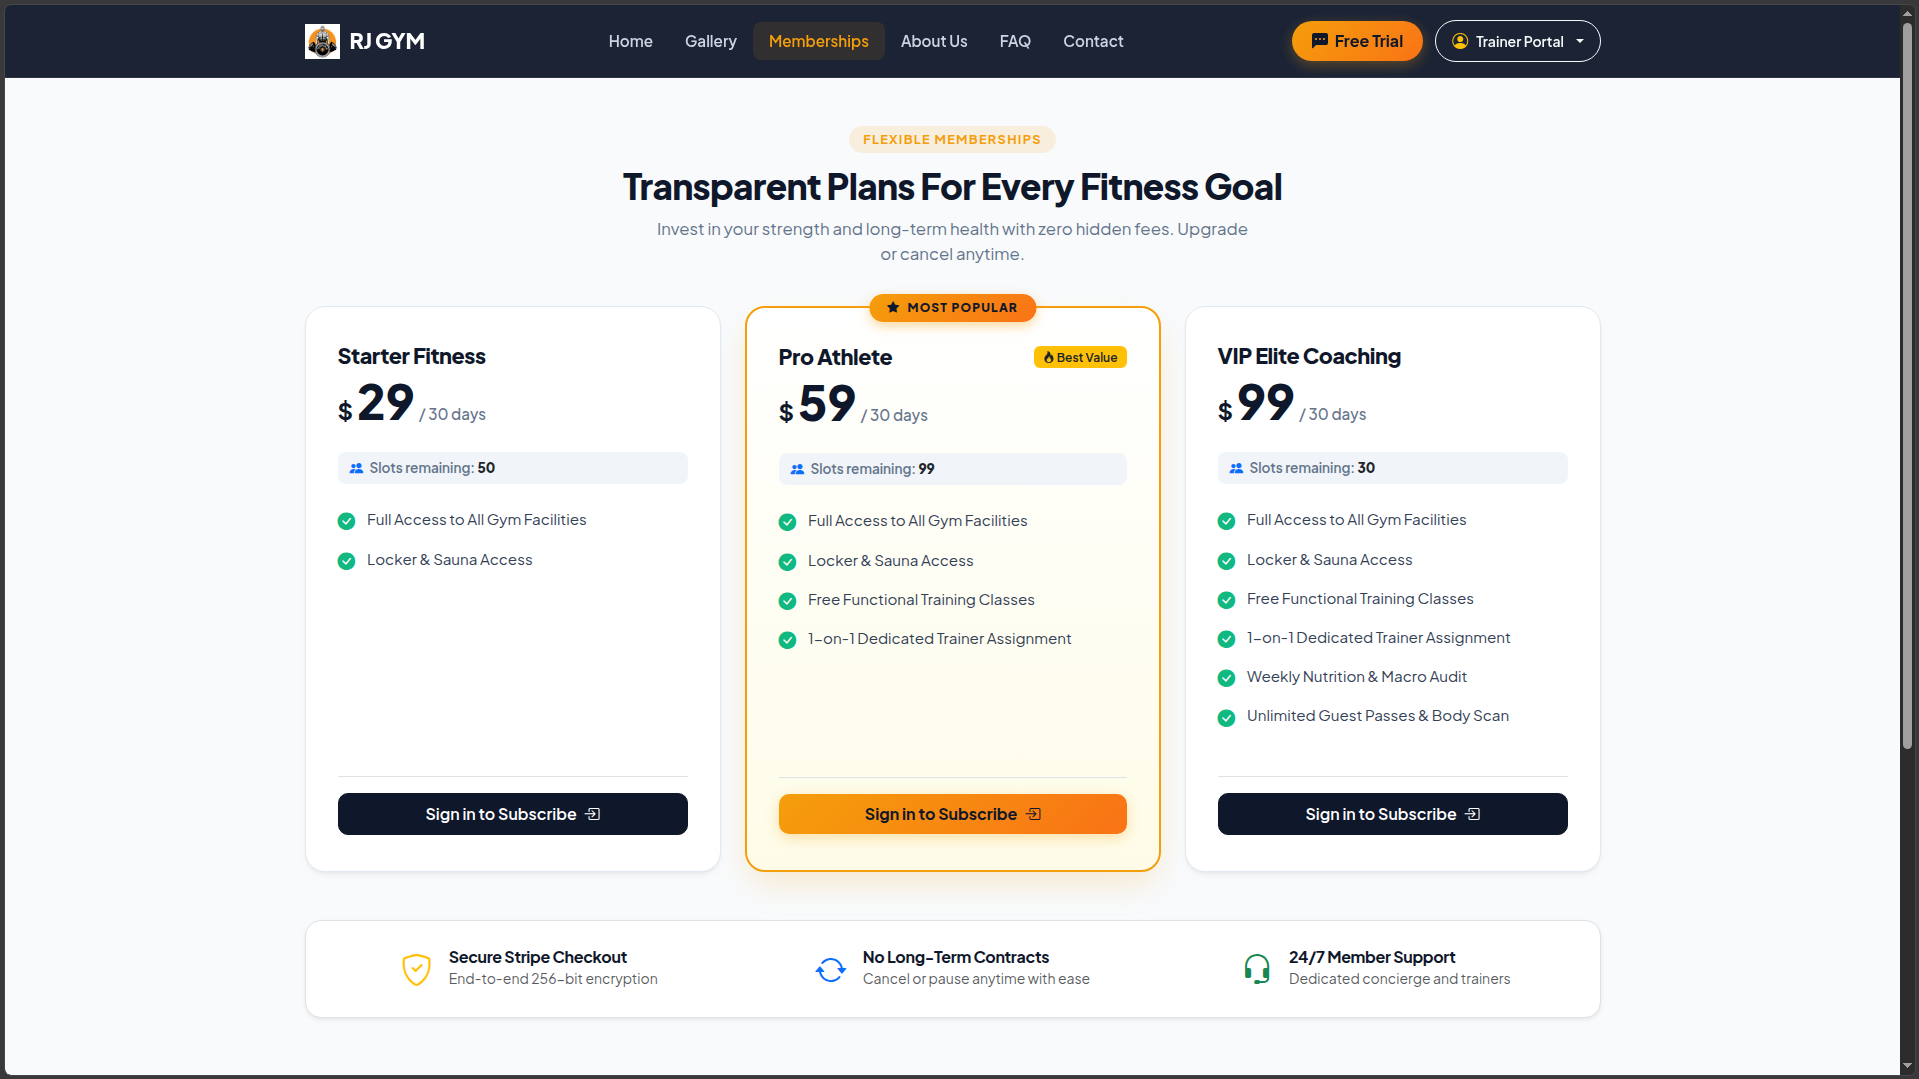 RJ GYM
Home
Gallery
Memberships
About Us
FAQ
Contact
Free Trial
Trainer Portal
FLEXIBLE MEMBERSHIPS
Transparent Plans For Every Fitness Goal
Invest in your strength and long-term health with zero hidden fees. Upgrade
or cancel anytime.
Starter Fitness
$ 29 / 30 days
Slots remaining: 50
Full Access to All Gym Facilities
Locker & Sauna Access
Sign in to Subscribe
MOST POPULAR
Pro Athlete
Best Value
$ 59 / 30 days
Slots remaining: 99
Full Access to All Gym Facilities
Locker & Sauna Access
Free Functional Training Classes
1-on-1 Dedicated Trainer Assignment
Sign in to Subscribe
VIP Elite Coaching
$ 99 / 30 days
Slots remaining: 30
Full Access to All Gym Facilities
Locker & Sauna Access
Free Functional Training Classes
1-on-1 Dedicated Trainer Assignment
Weekly Nutrition & Macro Audit
Unlimited Guest Passes & Body Scan
Sign in to Subscribe
Secure Stripe Checkout
End-to-end 256-bit encryption
No Long-Term Contracts
Cancel or pause anytime with ease
24/7 Member Support
Dedicated concierge and trainers